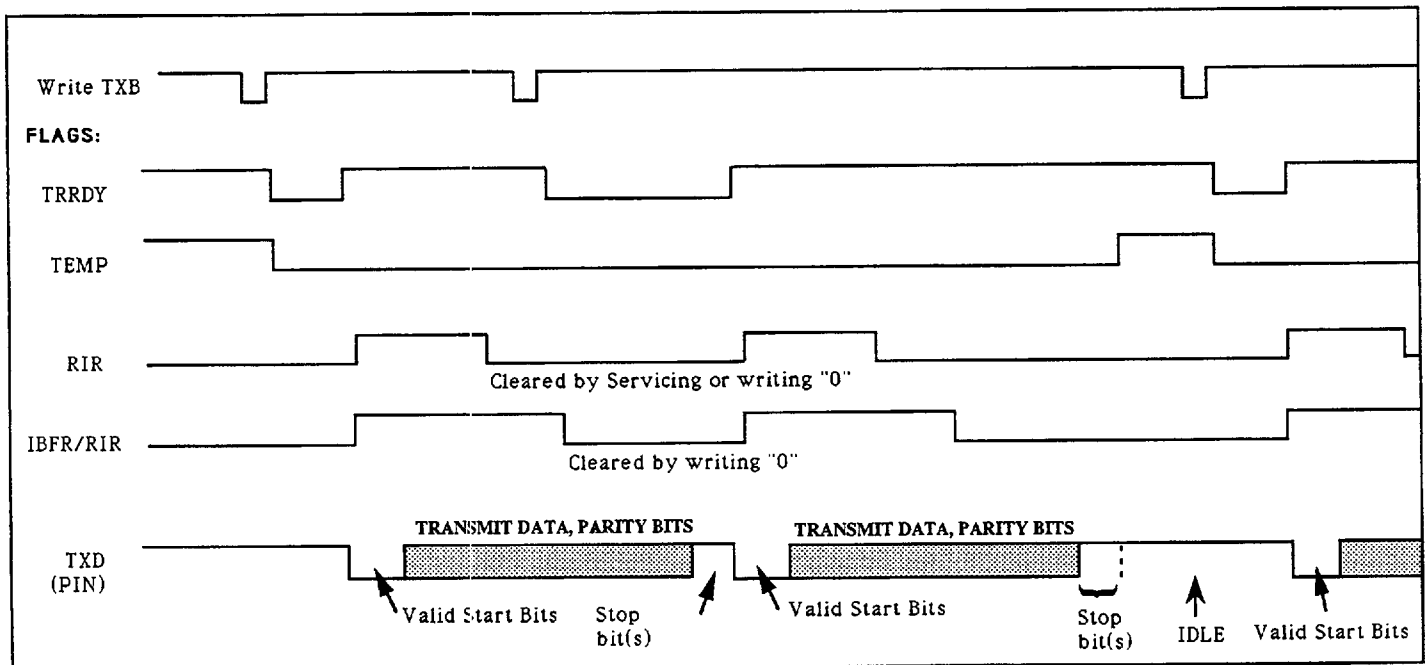 Write TXB
FLAGS:
TRRDY
TEMP
RIR
Cleared by Servicing or writing "0"
IBFR/RIR
Cleared by writing "0"
TRANSMIT DATA, PARITY BITS
TRANSMIT DATA, PARITY BITS
TXD
(PIN)
Valid Start Bits
Stop
bit(s)
Valid Start Bits
Stop
bit(s)
IDLE
Valid Start Bits